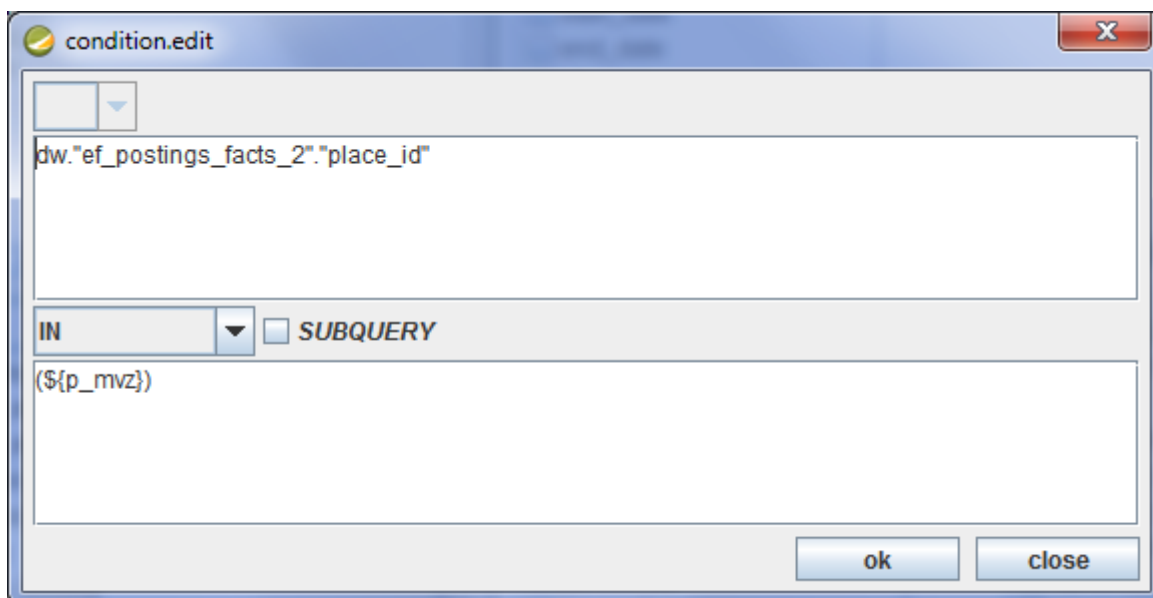 condition.edit
dw."ef_postings_facts_2"."place_id"
IN SUBQUERY
(${p_mvz})
ok close